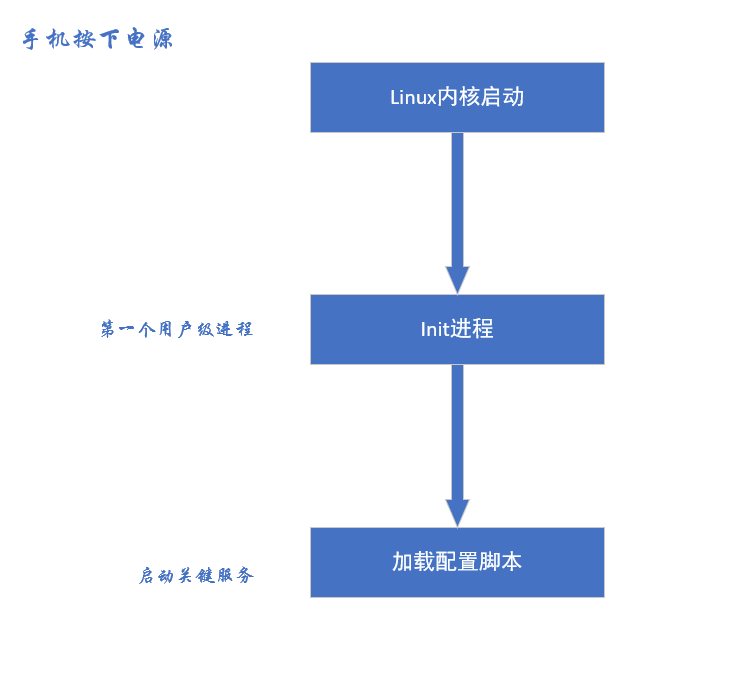 手机按下电源
Linux内核启动
第一个用户级进程
Init进程
加载配置脚本
启动关键服务